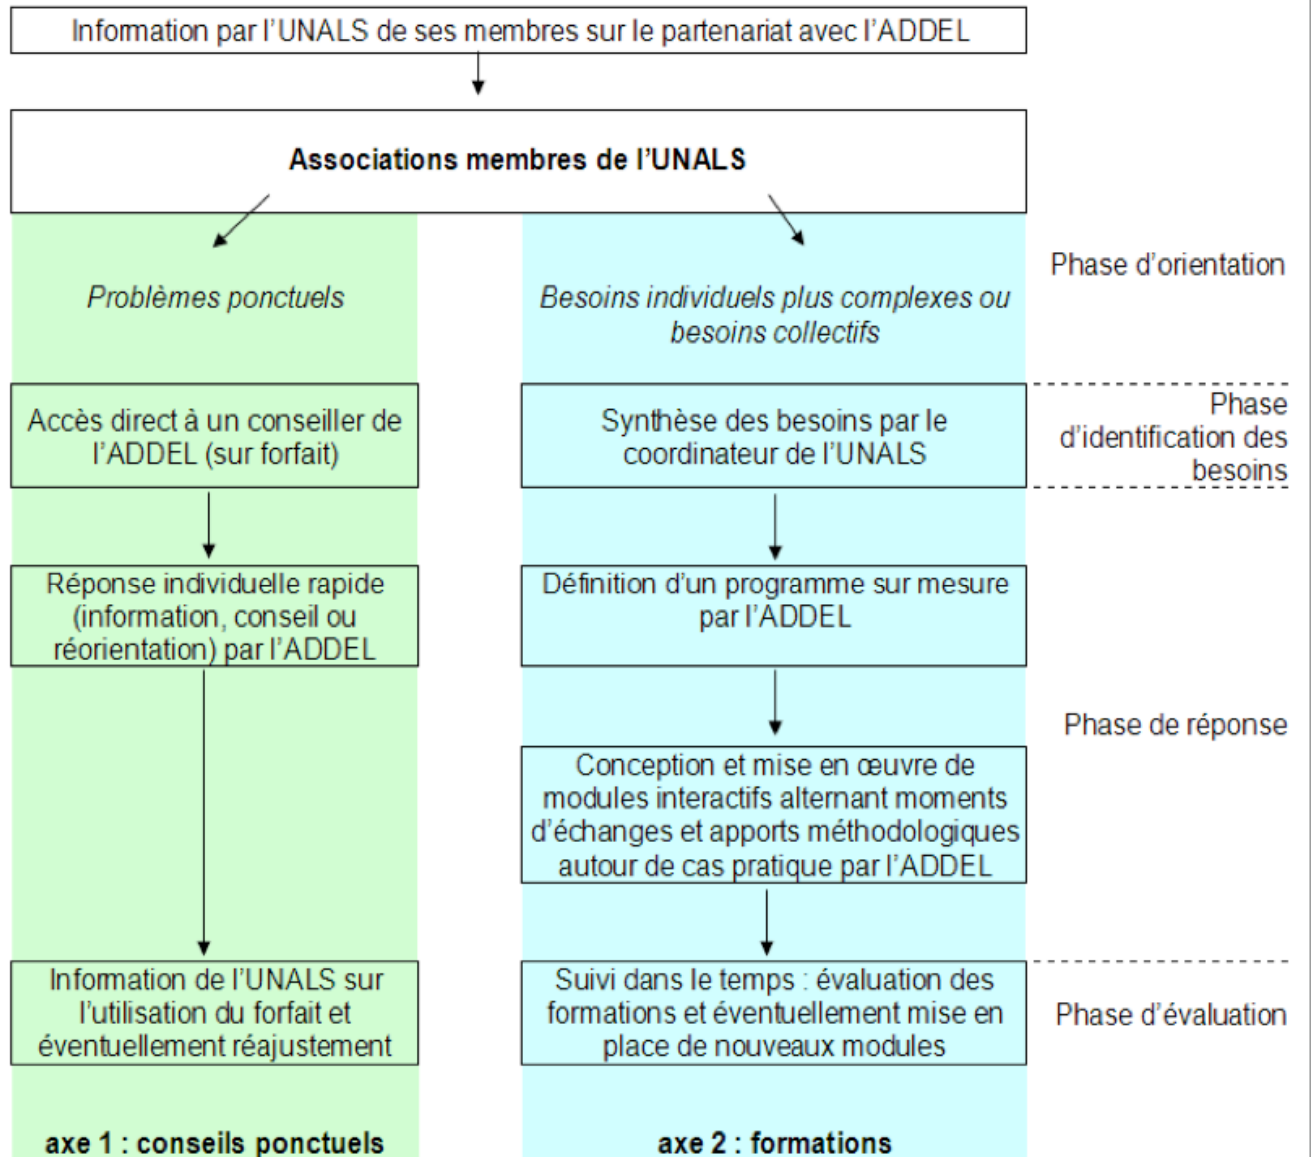 Information par l'UNALS de ses membres sur le partenariat avec l'ADDEL
Associations membres de l'UNALS
Phase d'orientation
Problèmes ponctuels
Besoins individuels plus complexes ou
besoins collectifs
Accès direct à un conseiller de
l'ADDEL (sur forfait)
Synthèse des besoins par le
coordinateur de l'UNALS
Phase
d'identification des
besoins
Réponse individuelle rapide
(information, conseil ou
réorientation) par l'ADDEL
Définition d'un programme sur mesure
par l'ADDEL
Phase de réponse
Conception et mise en œuvre de
modules interactifs alternant moments
d'échanges et apports méthodologiques
autour de cas pratique par l'ADDEL
Information de l'UNALS sur
l'utilisation du forfait et
éventuellement réajustement
Suivi dans le temps : évaluation des
formations et éventuellement mise en
place de nouveaux modules
Phase d'évaluation
axe 1 : conseils ponctuels
axe 2 : formations